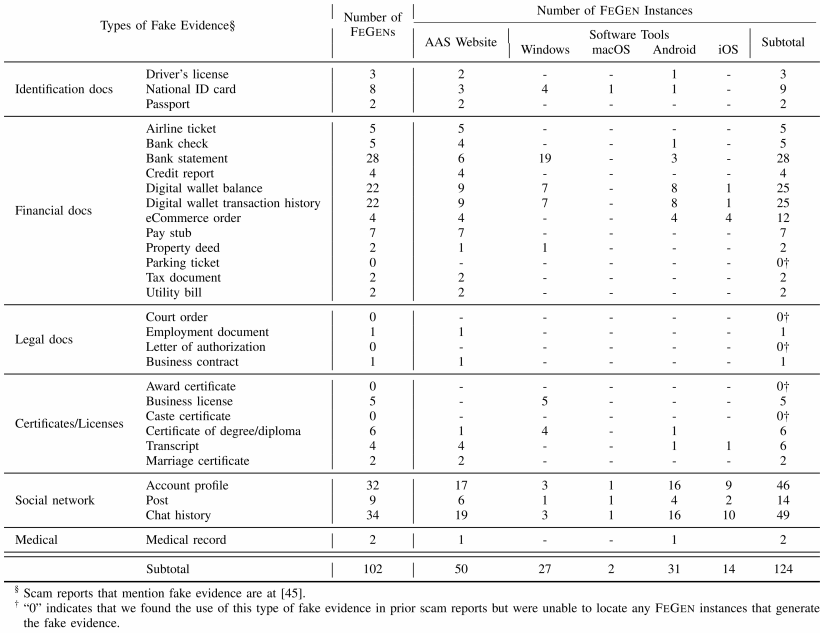 Types of Fake Evidence§ Number of FEGENs Number of FEGEN Instances
AAS Website Software Tools Subtotal
Windows macOS Android iOS
Identification docs Driver's license 3 2 - - 1 - 3
National ID card 8 3 4 1 1 - 9
Passport 2 2 - - - - 2
Financial docs Airline ticket 5 5 - - - - 5
Bank check 5 4 - - 1 - 5
Bank statement 28 6 19 - 3 - 28
Credit report 4 4 - - - - 4
Digital wallet balance 22 9 7 - 8 1 25
Digital wallet transaction history 22 9 7 - 8 1 25
eCommerce order 4 4 - - 4 4 12
Pay stub 7 7 - - - - 7
Property deed 2 1 1 - - - 2
Parking ticket 0 - - - - - 0†
Tax document 2 2 - - - - 2
Utility bill 2 2 - - - - 2
Legal docs Court order 0 - - - - - 0†
Employment document 1 1 - - - - 1
Letter of authorization 0 - - - - - 0†
Business contract 1 1 - - - - 1
Certificates/Licenses Award certificate 0 - - - - - 0†
Business license 5 - 5 - - - 5
Caste certificate 0 - - - - - 0†
Certificate of degree/diploma 6 1 4 - 1 - 6
Transcript 4 4 - - 1 1 6
Marriage certificate 2 2 - - - - 2
Social network Account profile 32 17 3 1 16 9 46
Post 9 6 1 1 4 2 14
Chat history 34 19 3 1 16 10 49
Medical Medical record 2 1 - - 1 - 2
Subtotal 102 50 27 2 31 14 124
§ Scam reports that mention fake evidence are at [45].
† “0” indicates that we found the use of this type of fake evidence in prior scam reports but were unable to locate any FEGEN instances that generate
the fake evidence.